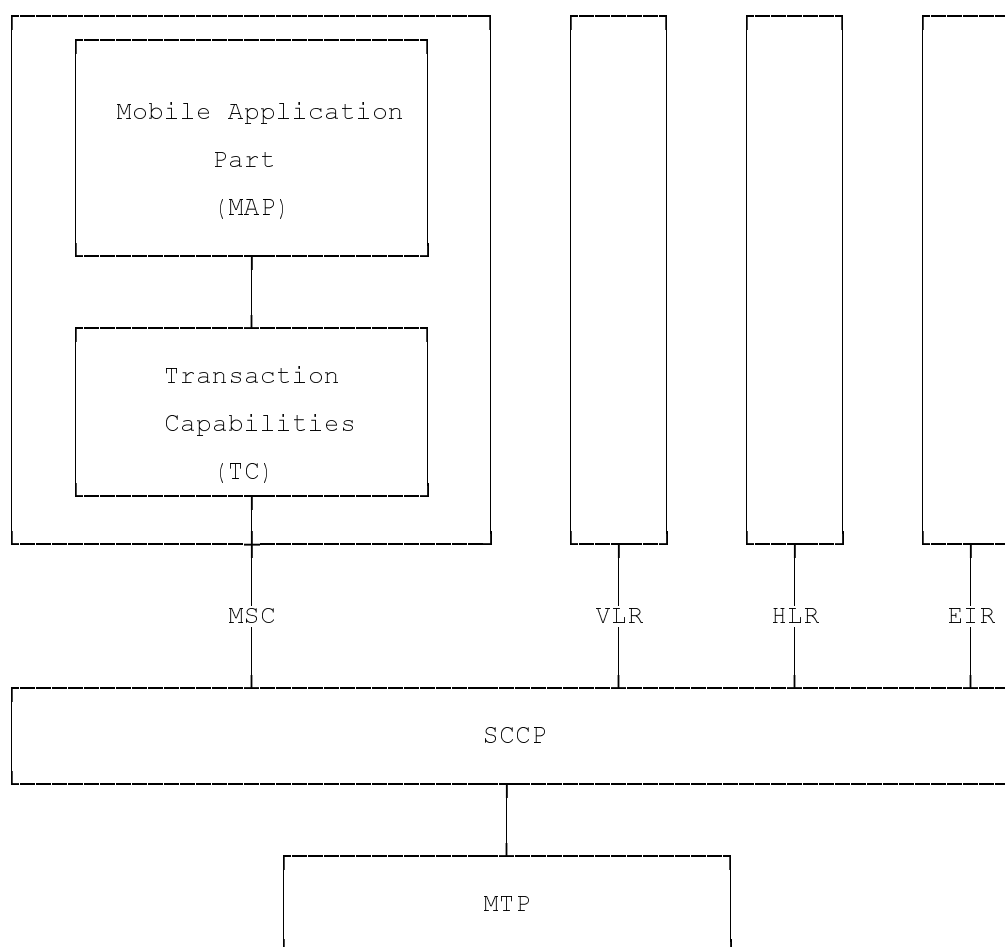 Mobile Application
Part
(MAP)
Transaction
Capabilities
(TC)
MSC
VLR
HLR
EIR
SCCP
MTP